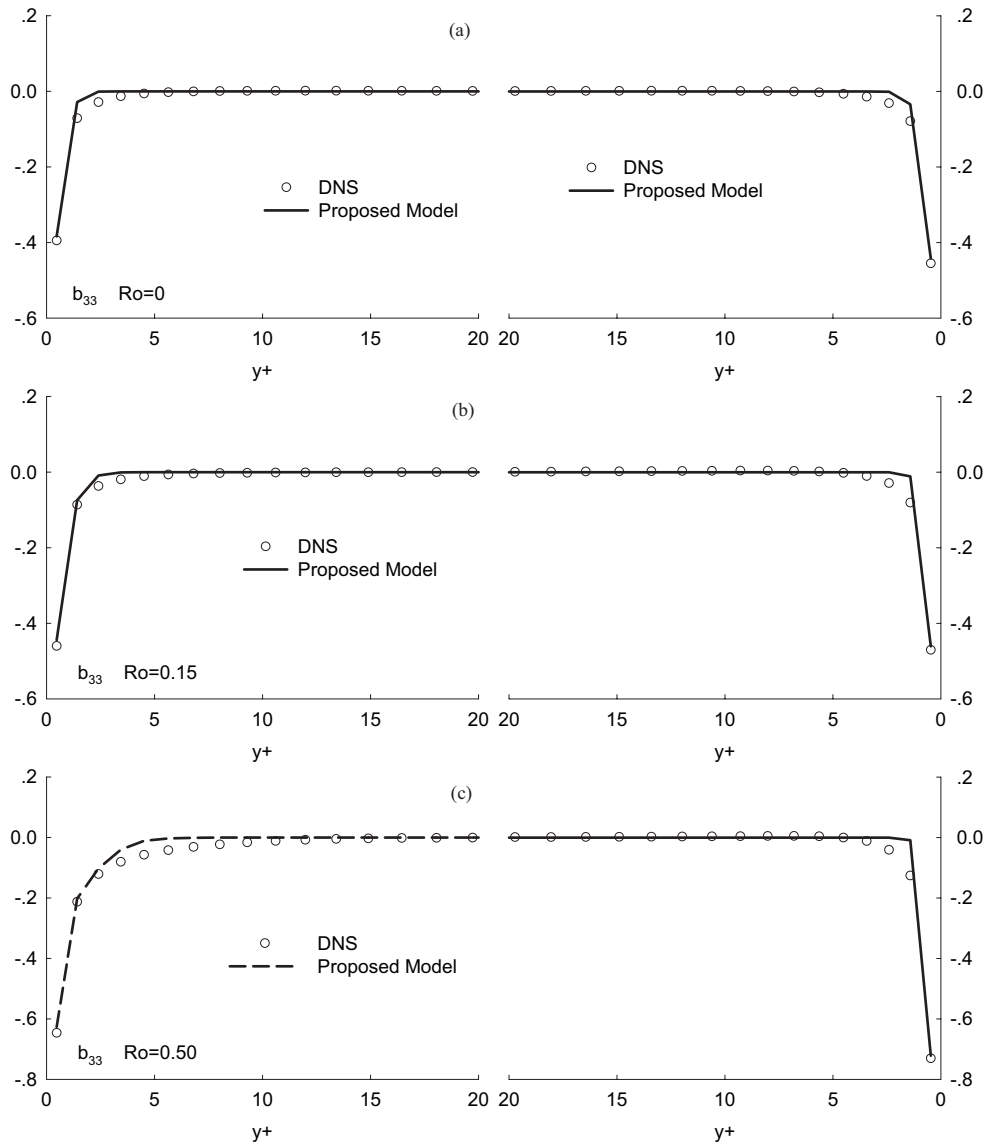 .2 (a) .2
0.0 0.0
DNS DNS
-.2 -.2
Proposed Model Proposed Model
-.4 -.4
b33 Ro=0
-.6 -.6
0 5 10 15 20 20 15 10 5 0
y+ y+
.2 (b) .2
0.0 0.0
-.2 DNS -.2
Proposed Model
-.4 -.4
b33 Ro=0.15
-.6 -.6
0 5 10 15 20 20 15 10 5 0
y+ y+
.2 (c) .2
0.0 0.0
-.2 -.2
DNS
-.4 -.4
Proposed Model
-.6 -.6
b33 Ro=0.50
-.8 -.8
0 5 10 15 20 20 15 10 5 0
y+ y+